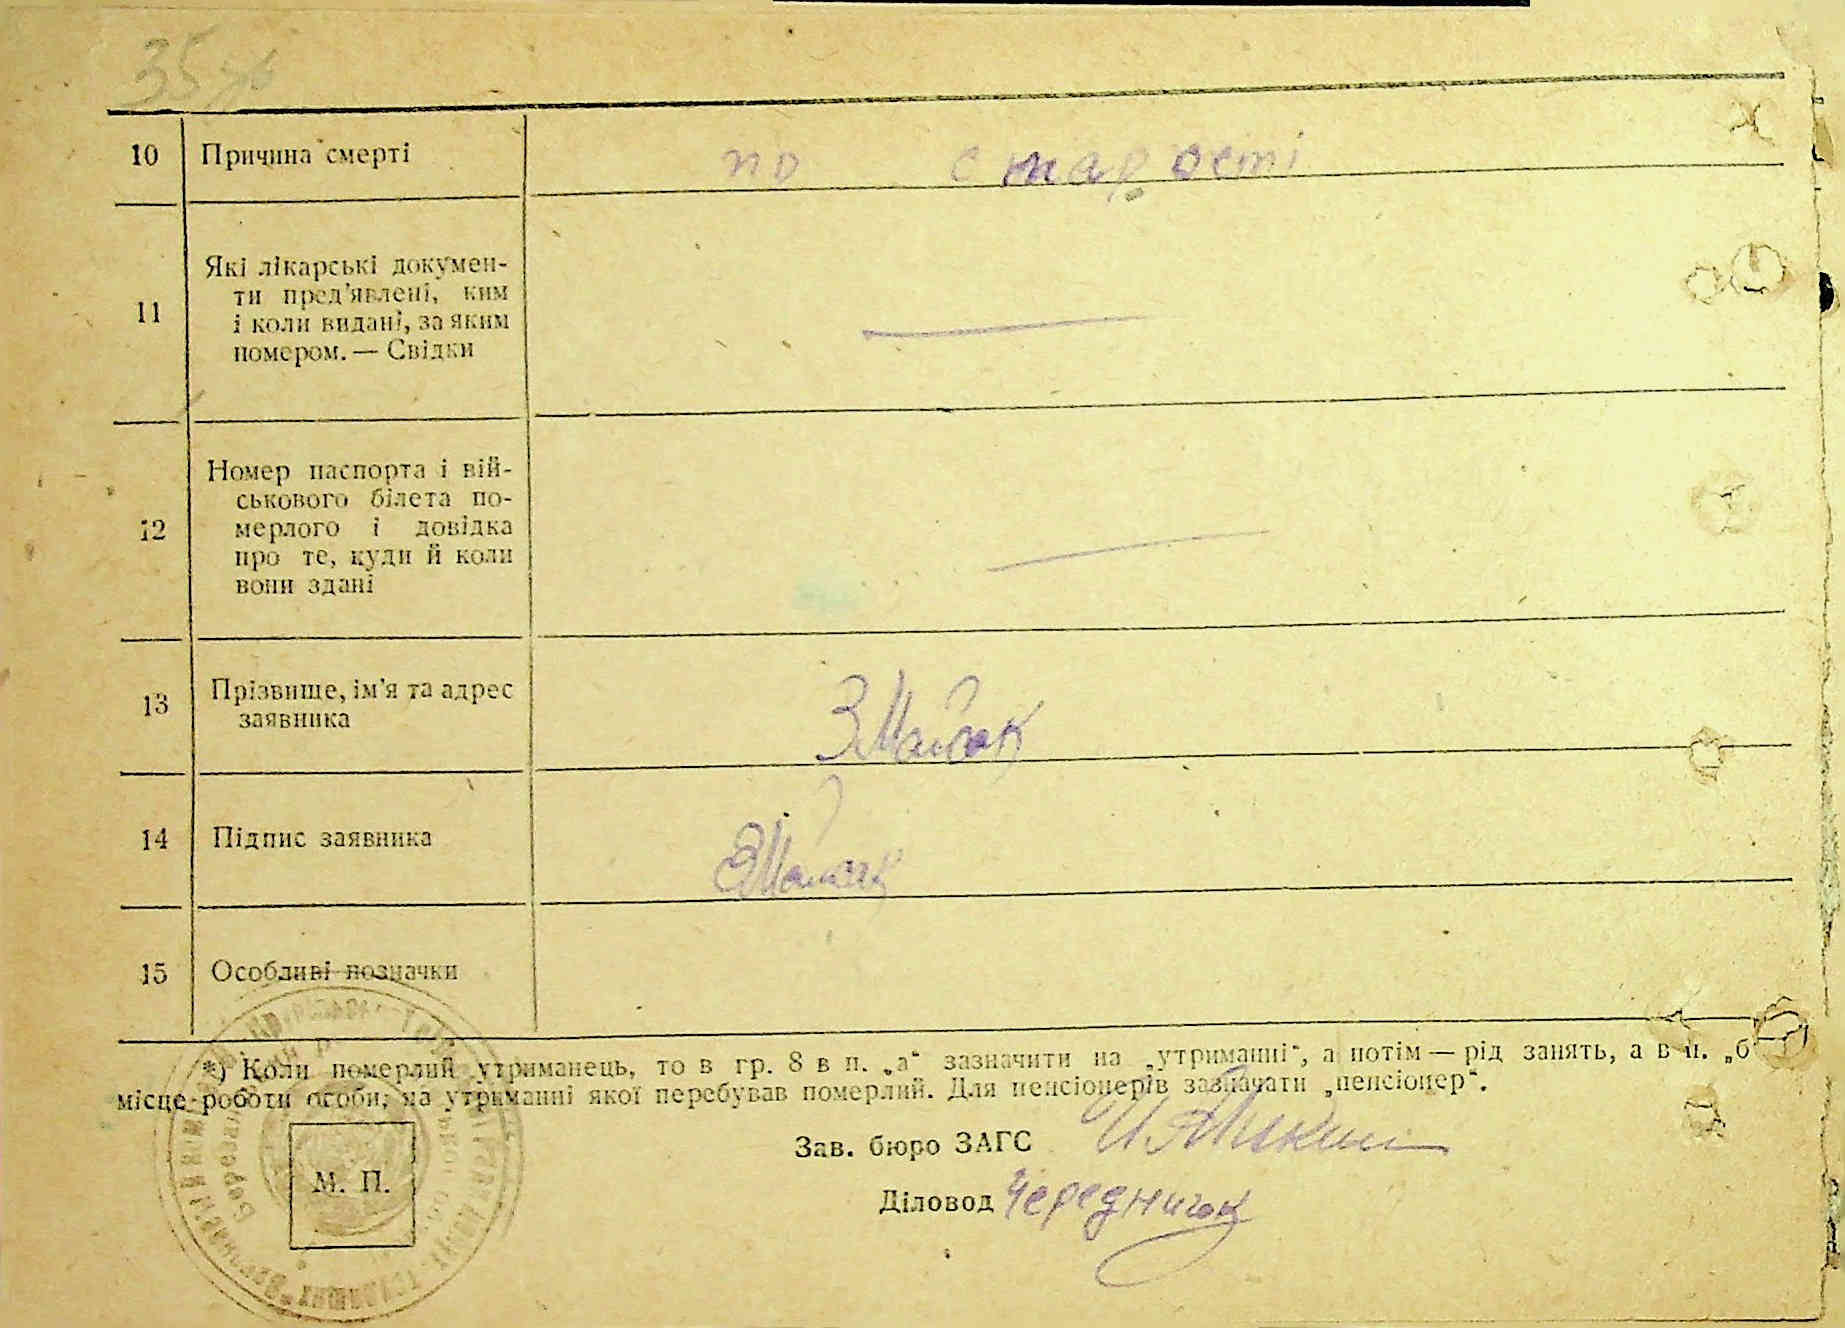 35
10 Причина смерті по старості
11 Які лікарські докумен-
ти пред'явлені, ким
і коли видані, за яким
номером. — Свідки —
12 Номер паспорта і вій-
ськового білета по-
мерлого і довідка
про те, куди й коли
вони здані —
13 Прізвище, ім'я та адрес
заявника
14 Підпис заявника
15 Особливі позначки
*) Коли померлий утриманець, то в гр. 8 в п. „а“ зазначити на „утриманні“, а потім — рід занять, а в п. „б
місце роботи особи, на утриманні якої перебував померлий. Для пенсіонерів зазначати „пенсіонер“.
Зав. бюро ЗАГС
Діловод
М. П.